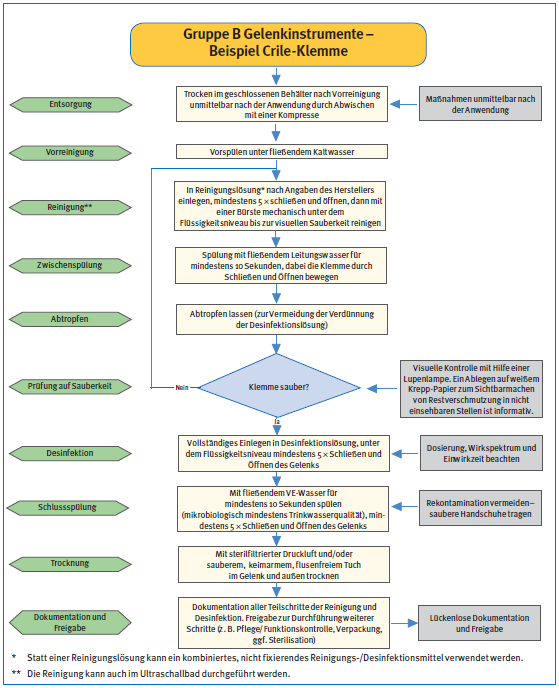 Gruppe B Gelenkinstrumente –
Beispiel Crile-Klemme
Entsorgung
Trocken im geschlossenen Behälter nach Vorreinigung
unmittelbar nach der Anwendung durch Abwischen
mit einer Kompresse
Maßnahmen unmittelbar nach
der Anwendung
Vorreinigung
Vorspülen unter fließendem Kaltwasser
Reinigung**
In Reinigungslösung* nach Angaben des Herstellers
einlegen, mindestens 5 × schließen und öffnen, dann mit
einer Bürste mechanisch unter dem
Flüssigkeitsniveau bis zur visuellen Sauberkeit reinigen
Zwischenspülung
Spülung mit fließendem Leitungswasser für
mindestens 10 Sekunden, dabei die Klemme durch
Schließen und Öffnen bewegen
Abtropfen
Abtropfen lassen (zur Vermeidung der Verdünnung
der Desinfektionslösung)
Prüfung auf Sauberkeit
Nein
Klemme sauber?
Visuelle Kontrolle mit Hilfe einer
Lupenlampe. Ein Ablegen auf weißem
Krepp-Papier zum Sichtbarmachen
von Restverschmutzung in nicht
einsehbaren Stellen ist informativ.
Ja
Desinfektion
Vollständiges Einlegen in Desinfektionslösung, unter
dem Flüssigkeitsniveau mindestens 5 × Schließen und
Öffnen des Gelenks
Dosierung, Wirkspektrum und
Einwirkzeit beachten
Schlussspülung
Mit fließendem VE-Wasser für
mindestens 10 Sekunden spülen
(mikrobiologisch mindestens Trinkwasserqualität), min-
destens 5 × Schließen und Öffnen des Gelenks
Rekontamination vermeiden–
saubere Handschuhe tragen
Trocknung
Mit sterilfiltrierter Druckluft und/oder
sauberem, keimarmem, flusenfreiem Tuch
im Gelenk und außen trocknen
Dokumentation und
Freigabe
Dokumentation aller Teilschritte der Reinigung und
Desinfektion. Freigabe zur Durchführung weiterer
Schritte (z. B. Pflege/ Funktionskontrolle, Verpackung,
ggf. Sterilisation)
Lückenlose Dokumentation
und Freigabe
* Statt einer Reinigungslösung kann ein kombiniertes, nicht fixierendes Reinigungs-/Desinfektionsmittel verwendet werden.
** Die Reinigung kann auch im Ultraschallbad durchgeführt werden.